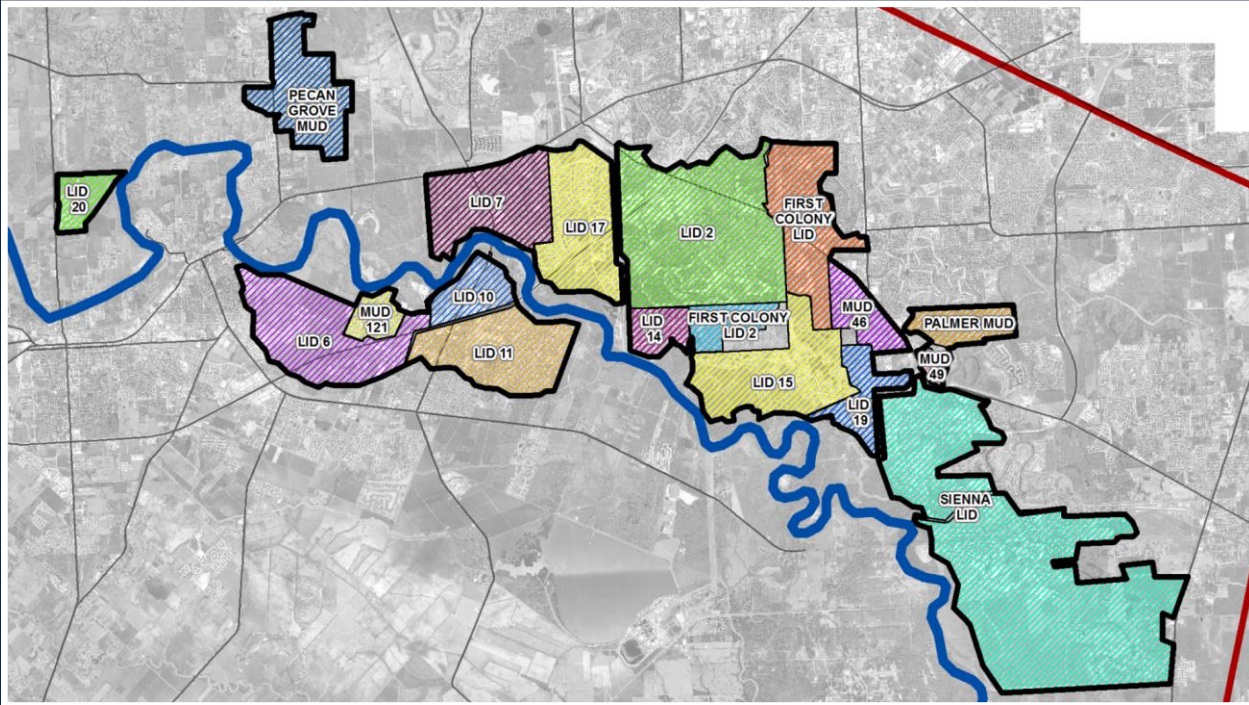 PECAN
GROVE
MUD
LID
20
LID 7
LID 17
LID 2
FIRST
COLONY
LID
LID 10
MUD
121
LID 6
LID 11
LID
14
FIRST COLONY
LID 2
MUD
46
PALMER MUD
MUD
49
LID 15
LID
19
SIENNA
LID